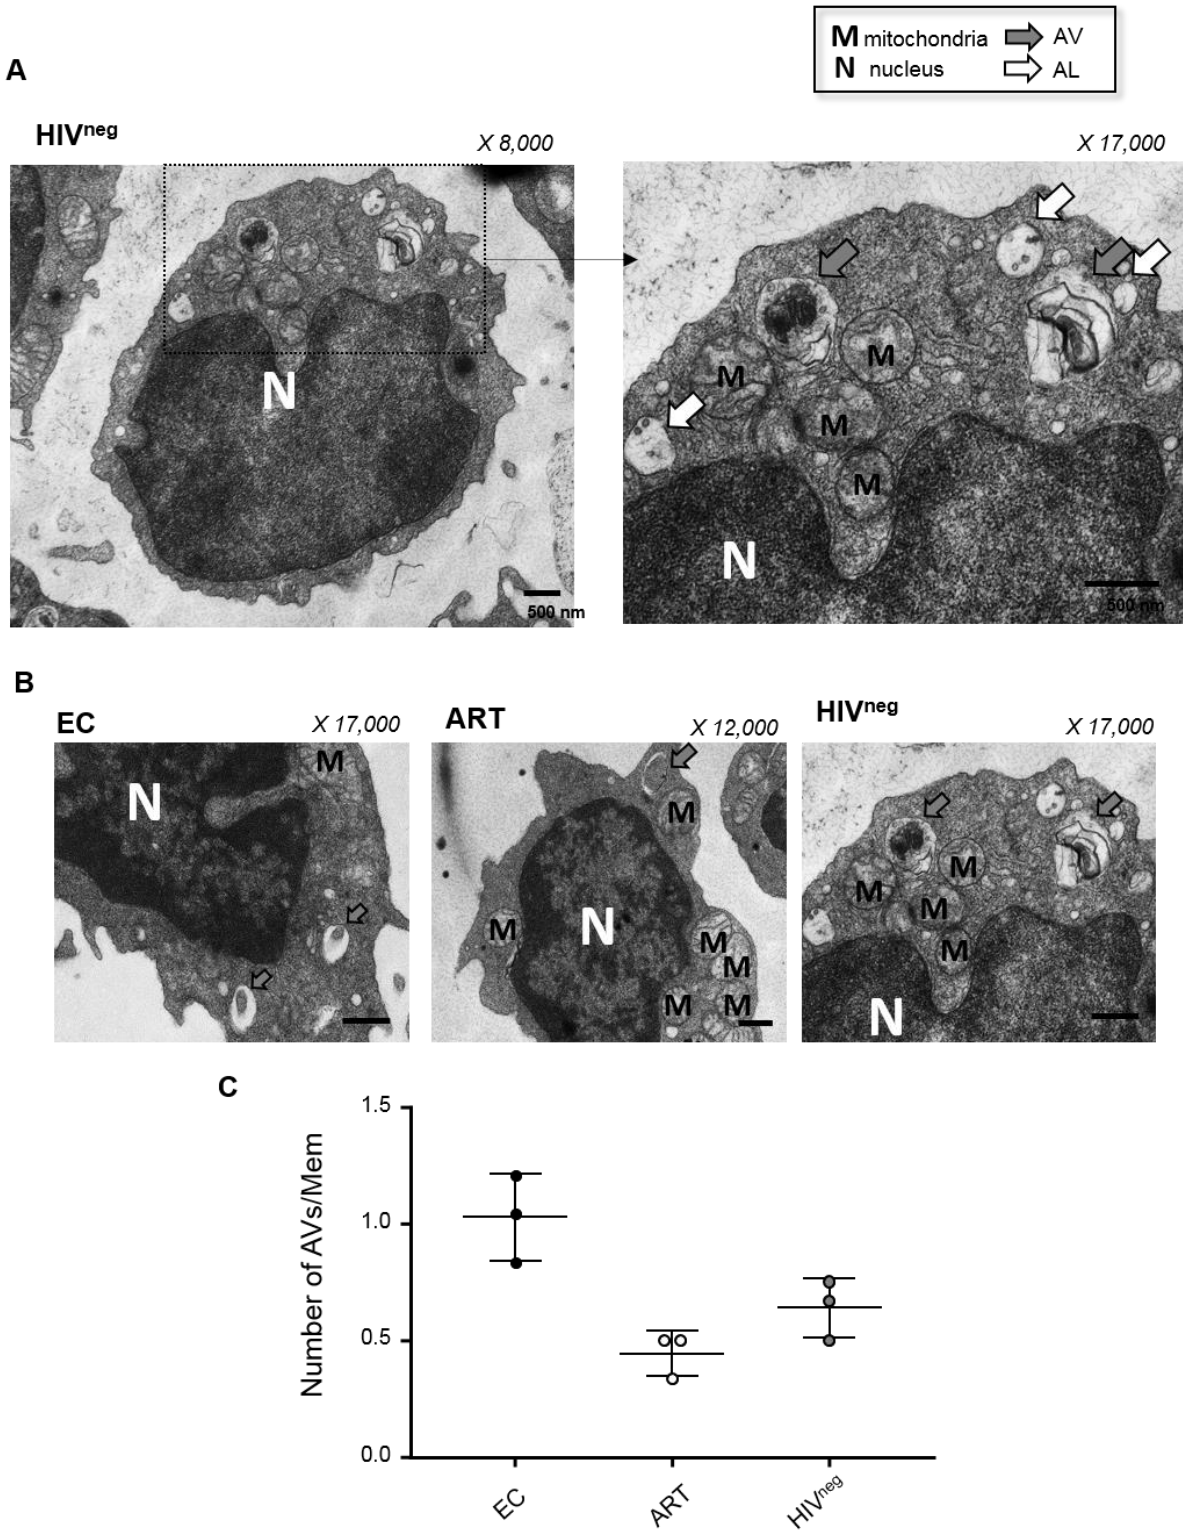 M mitochondria AV
N nucleus AL
A
HIVneg
X 8,000
X 17,000
N
500 nm
M
M
M
M
N
500 nm
B
EC
X 17,000
ART
X 12,000
HIVneg
X 17,000
M
N
M
M
N
M
M
M
M
M
M
M
M
N
C
Number of AVs/Mem
1.5
1.0
0.5
0.0
EC
ART
HIVneg